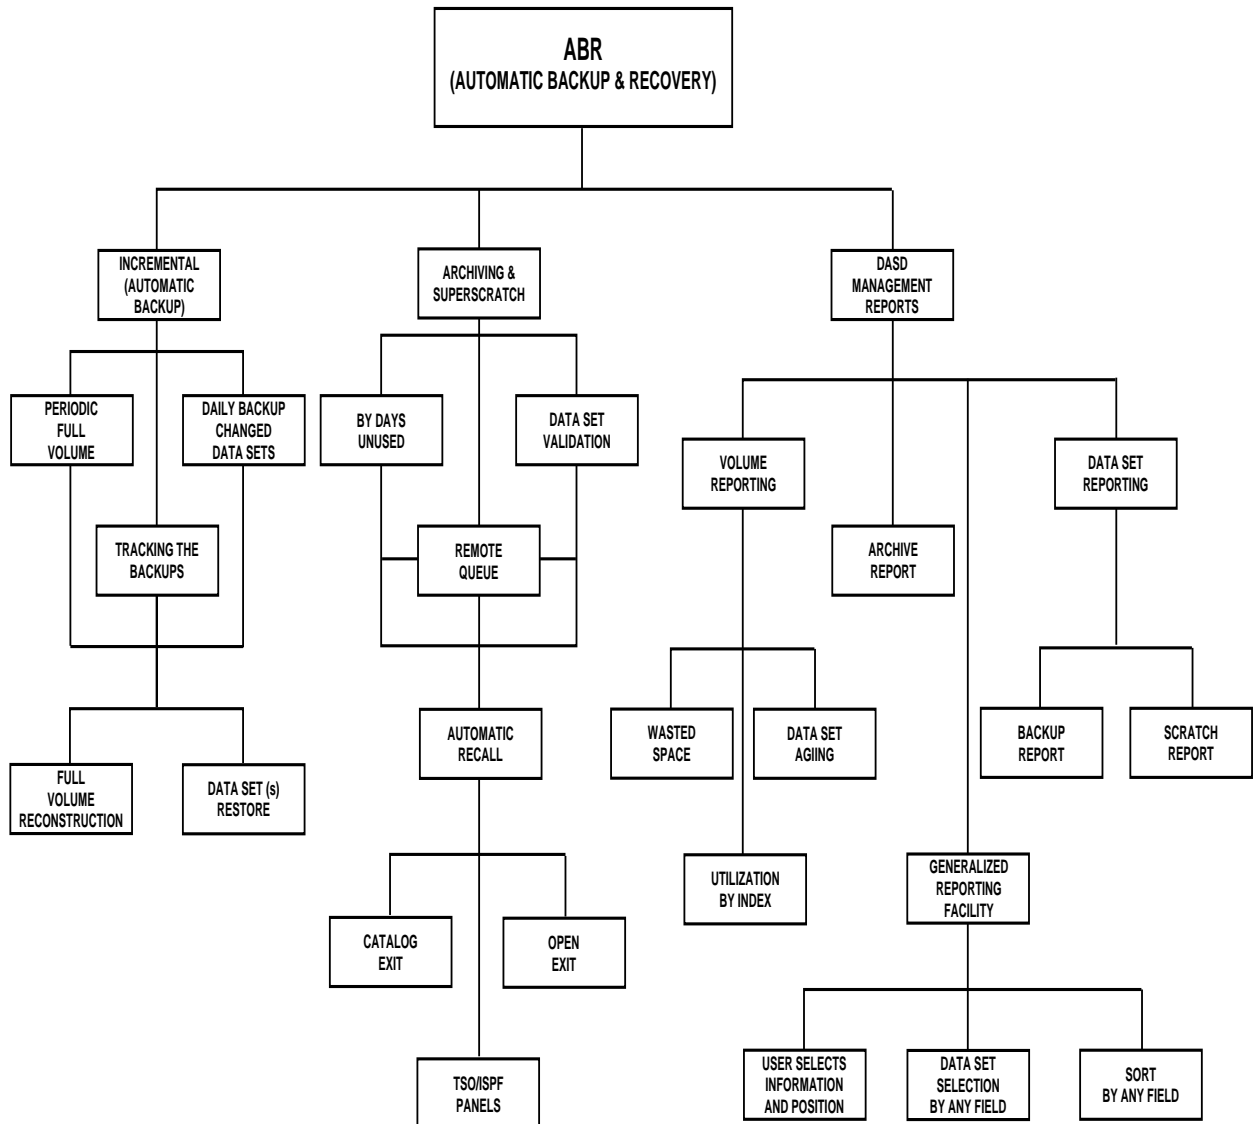 ABR
(AUTOMATIC BACKUP & RECOVERY)
INCREMENTAL
(AUTOMATIC
BACKUP)
ARCHIVING &
SUPERSCRATCH
DASD
MANAGEMENT
REPORTS
PERIODIC
FULL
VOLUME
DAILY BACKUP
CHANGED
DATA SETS
BY DAYS
UNUSED
DATA SET
VALIDATION
VOLUME
REPORTING
DATA SET
REPORTING
TRACKING THE
BACKUPS
REMOTE
QUEUE
ARCHIVE
REPORT
AUTOMATIC
RECALL
WASTED
SPACE
DATA SET
AGIING
BACKUP
REPORT
SCRATCH
REPORT
FULL
VOLUME
RECONSTRUCTION
DATA SET (s)
RESTORE
UTILIZATION
BY INDEX
GENERALIZED
REPORTING
FACILITY
CATALOG
EXIT
OPEN
EXIT
TSO/ISPF
PANELS
USER SELECTS
INFORMATION
AND POSITION
DATA SET
SELECTION
BY ANY FIELD
SORT
BY ANY FIELD